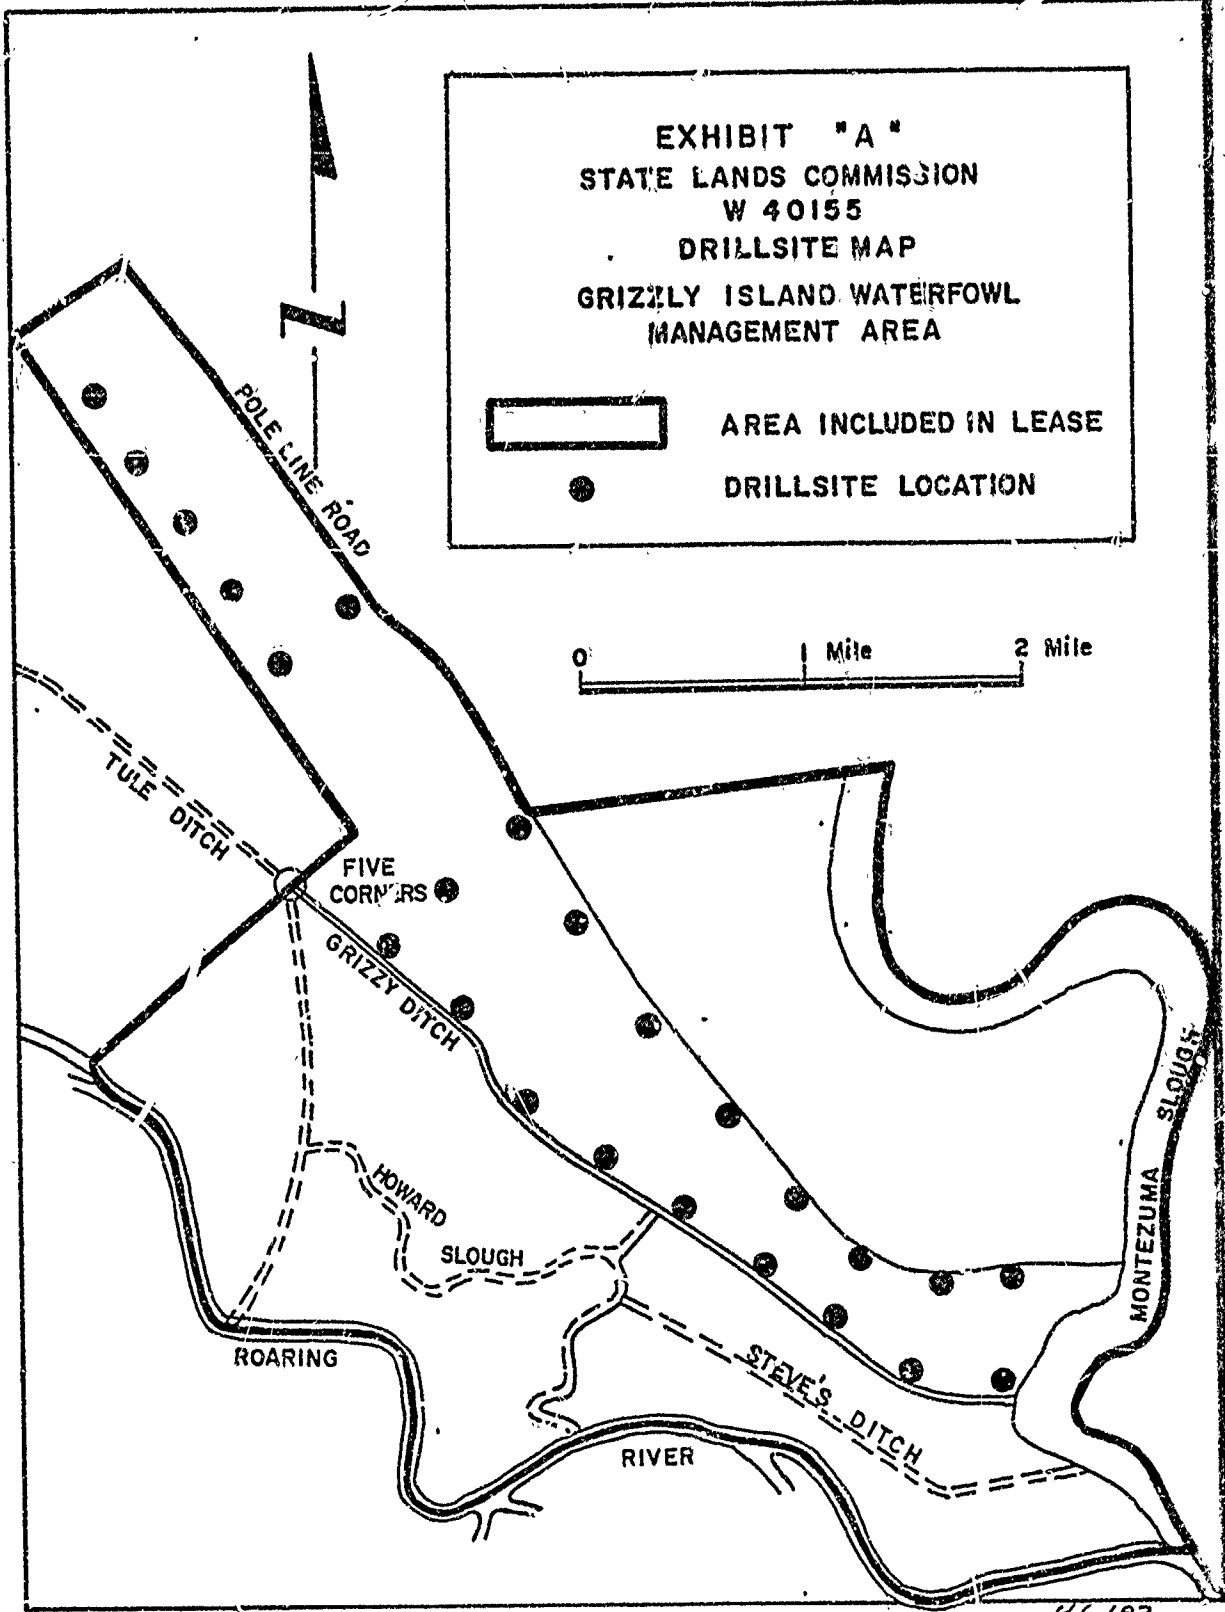 EXHIBIT "A"
STATE LANDS COMMISSION
W 40155
DRILLSITE MAP
GRIZZLY ISLAND WATERFOWL
MANAGEMENT AREA
AREA INCLUDED IN LEASE
DRILLSITE LOCATION
N
POLE LINE ROAD
0 1 Mile 2 Mile
TULE DITCH
FIVE
CORNERS
GRIZZY DITCH
HOWARD
SLOUGH
MONTEZUMA SLOUGH
ROARING
RIVER
STEVE'S DITCH